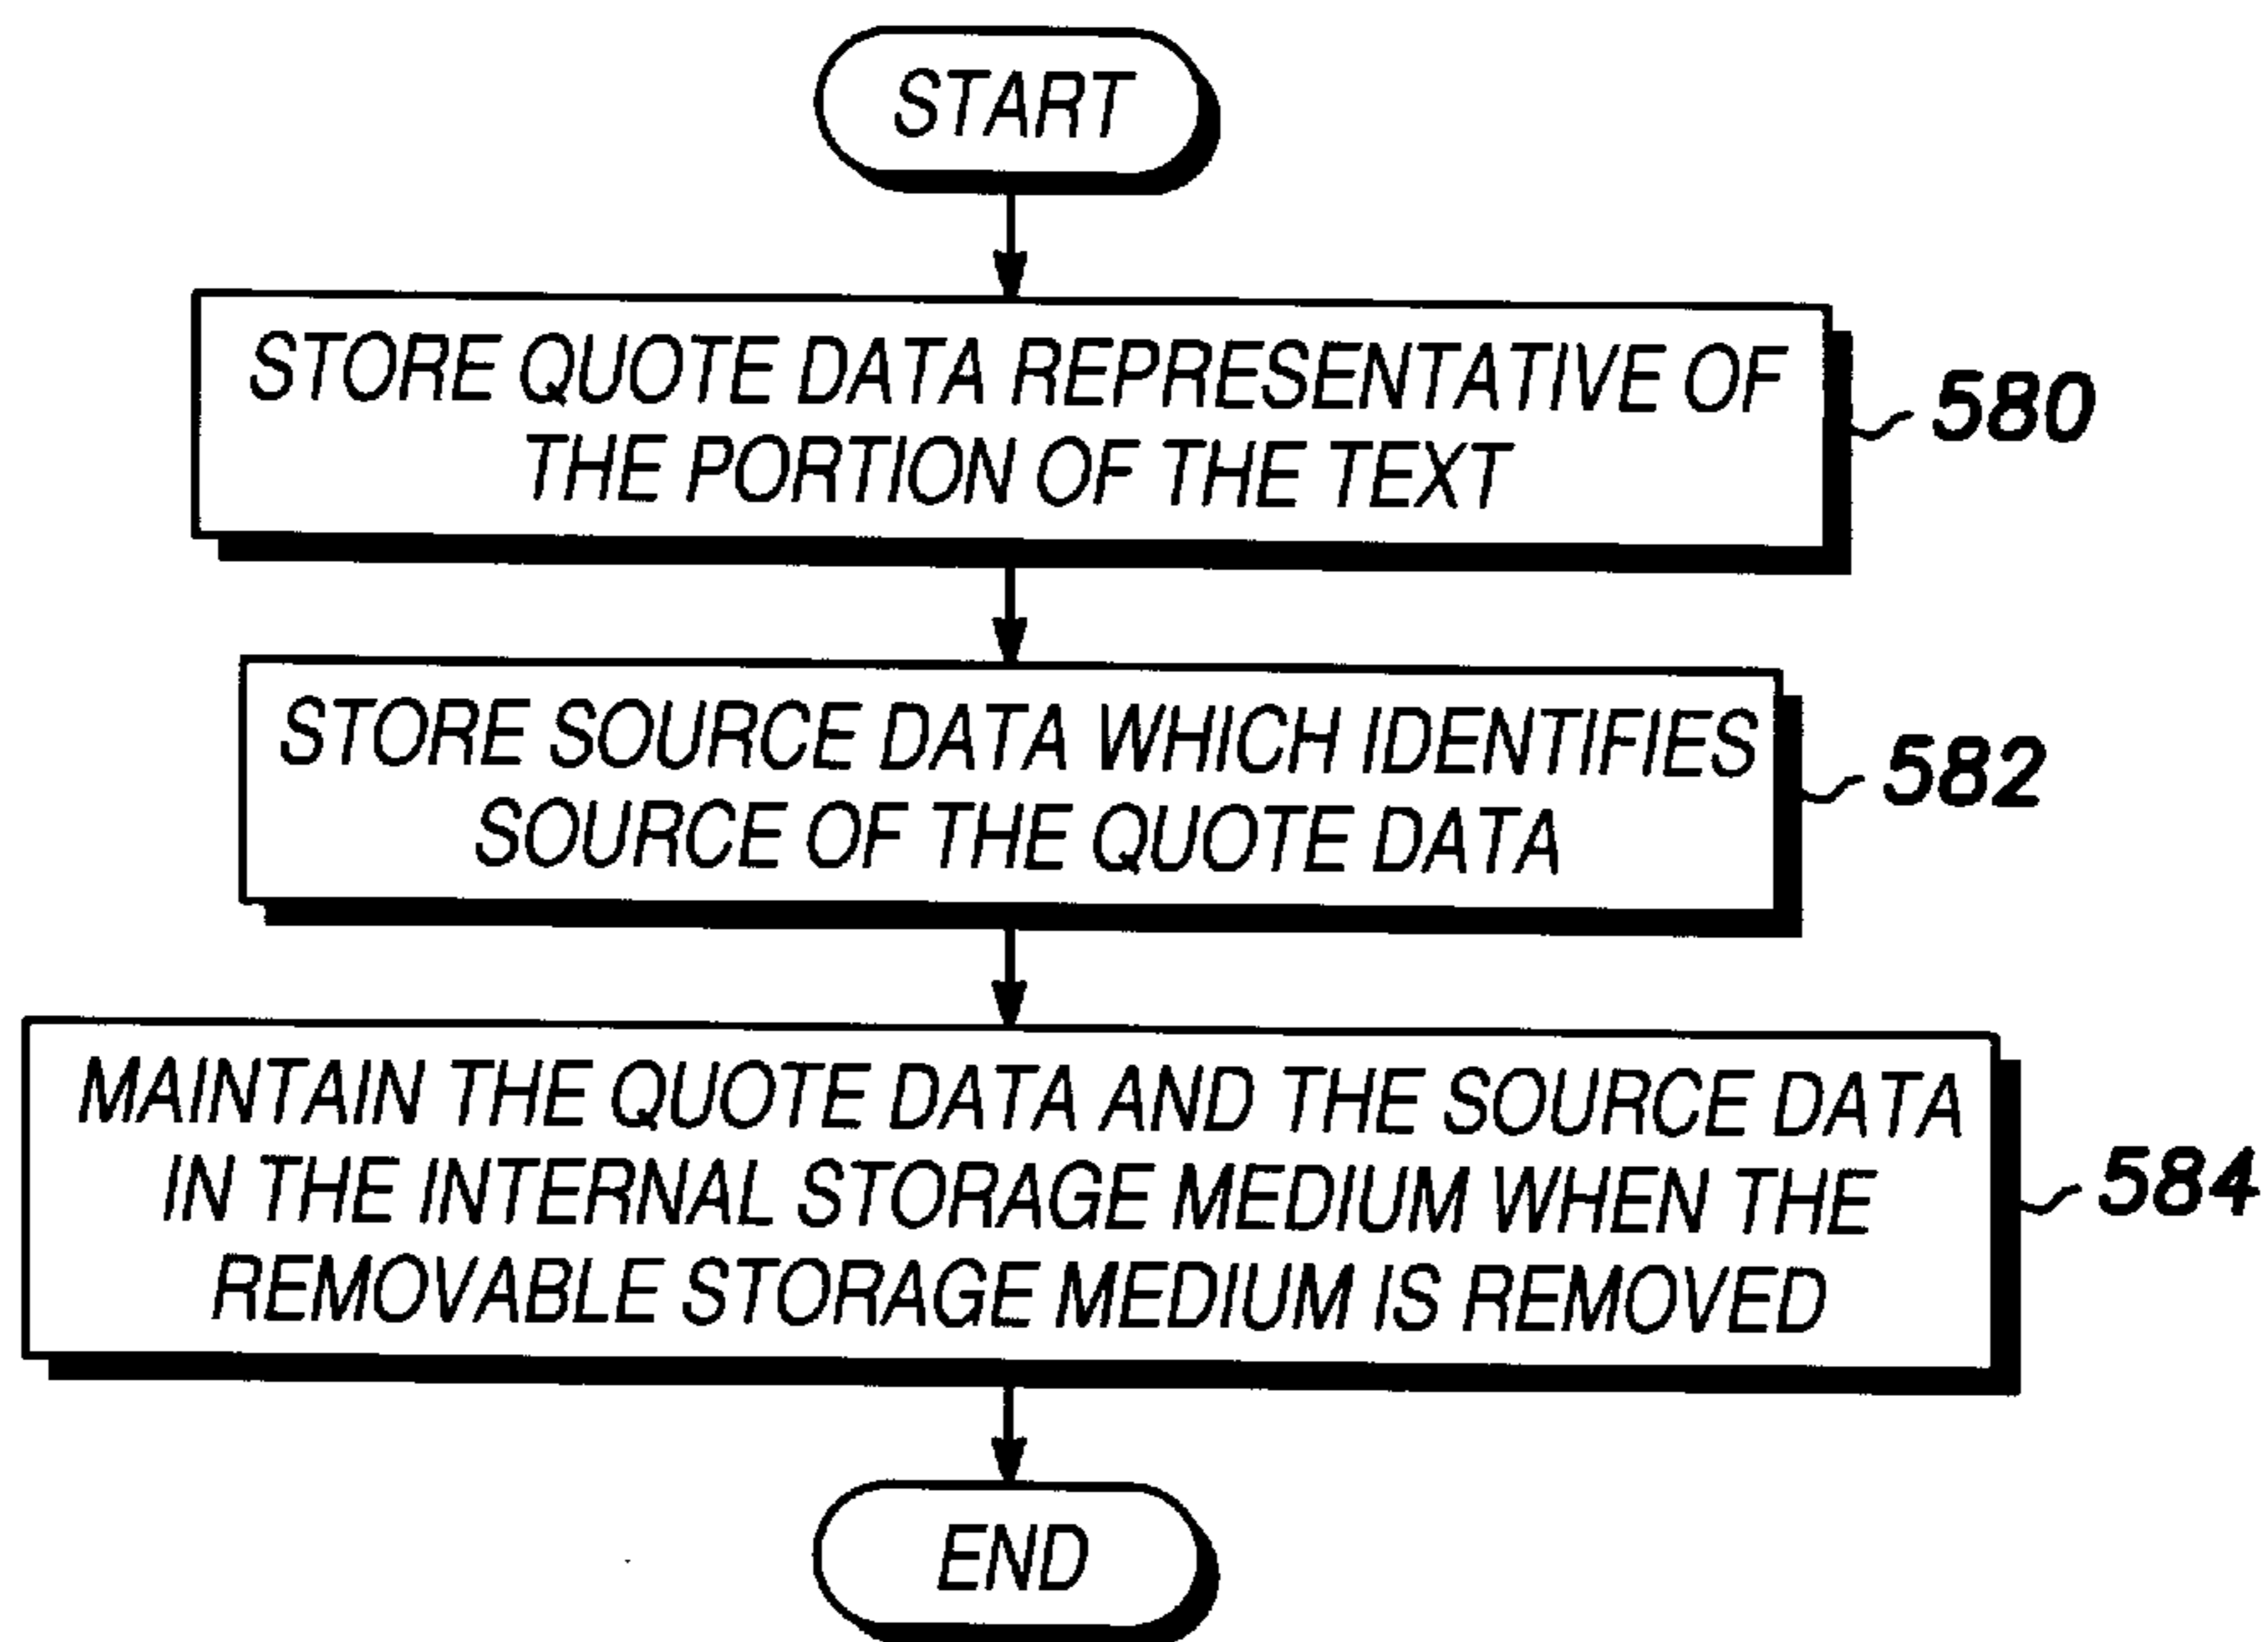 START
STORE QUOTE DATA REPRESENTATIVE OF
THE PORTION OF THE TEXT
580
STORE SOURCE DATA WHICH IDENTIFIES
SOURCE OF THE QUOTE DATA
582
MAINTAIN THE QUOTE DATA AND THE SOURCE DATA
IN THE INTERNAL STORAGE MEDIUM WHEN THE
REMOVABLE STORAGE MEDIUM IS REMOVED
584
END